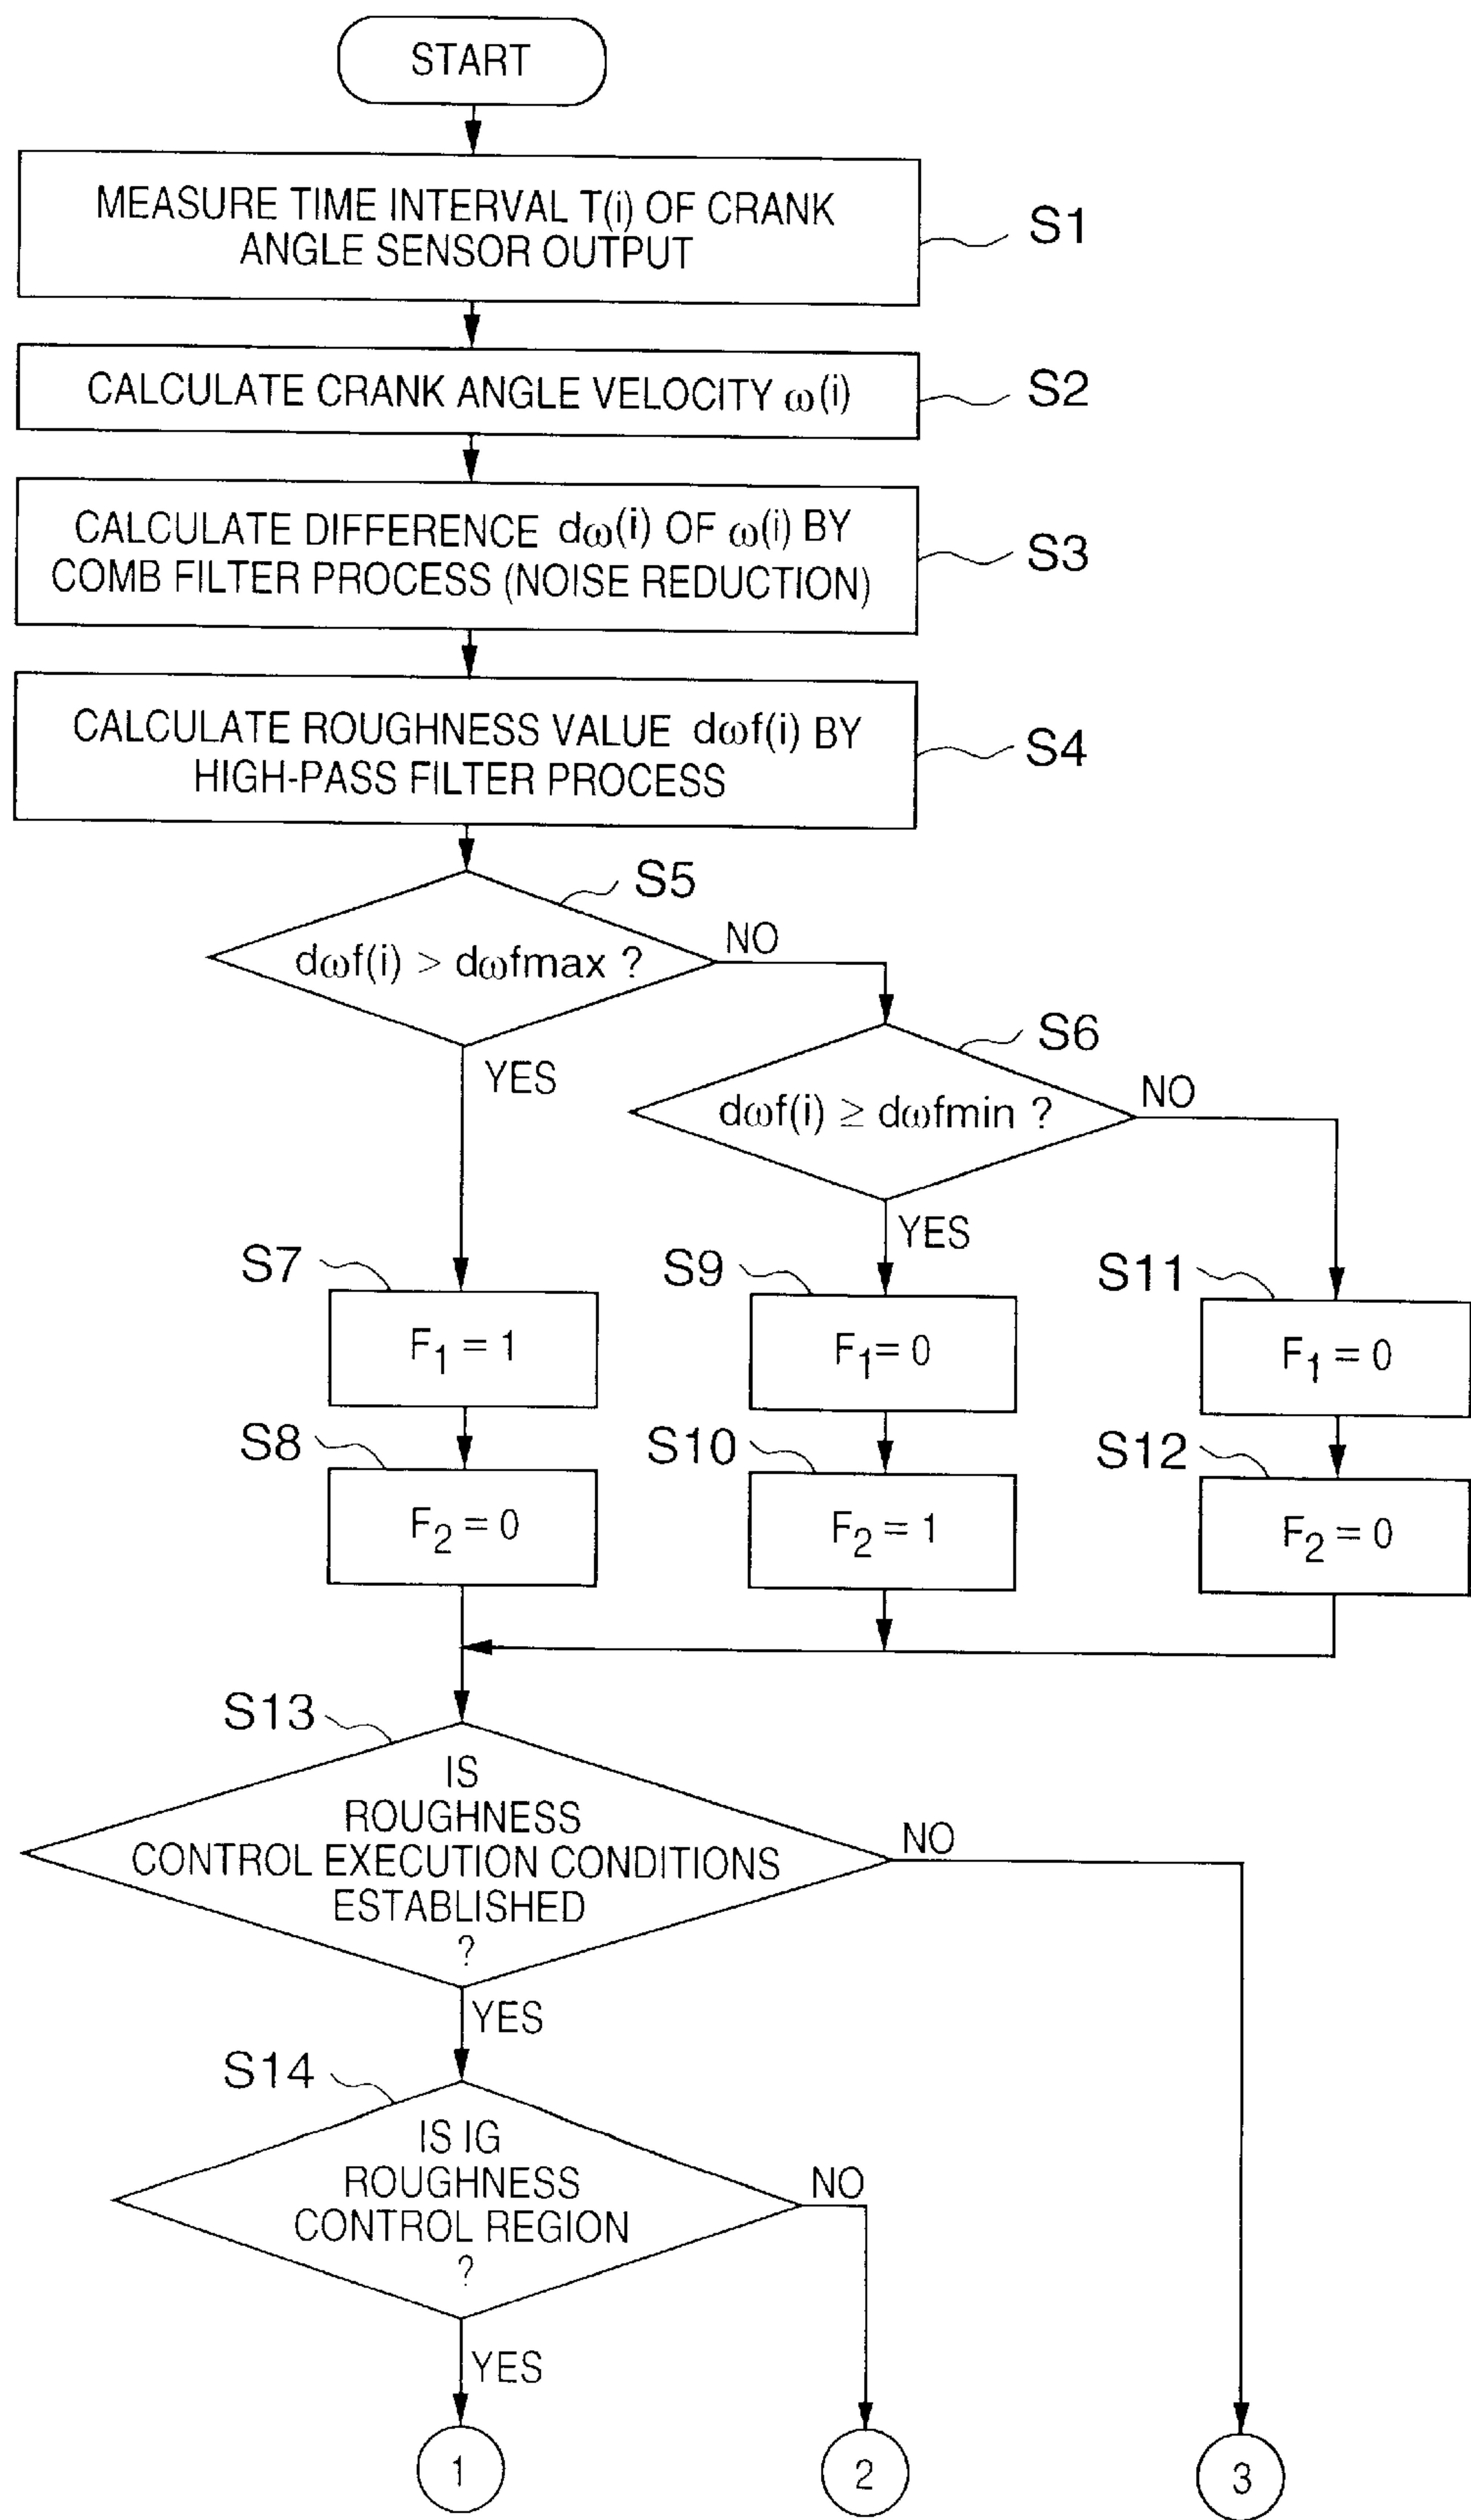 START
MEASURE TIME INTERVAL T(i) OF CRANK
ANGLE SENSOR OUTPUT
S1
CALCULATE CRANK ANGLE VELOCITY ω(i)
S2
CALCULATE DIFFERENCE dω(i) OF ω(i) BY
COMB FILTER PROCESS (NOISE REDUCTION)
S3
CALCULATE ROUGHNESS VALUE dωf(i) BY
HIGH-PASS FILTER PROCESS
S4
S5
dωf(i) > dωfmax ?
NO
YES
S6
dωf(i) ≥ dωfmin ?
NO
YES
S7
F1 = 1
S9
F1= 0
S11
F1 = 0
S8
F2 = 0
S10
F2 = 1
S12
F2 = 0
S13
IS
ROUGHNESS
CONTROL EXECUTION CONDITIONS
ESTABLISHED
?
NO
YES
S14
IS IG
ROUGHNESS
CONTROL REGION
?
NO
YES
1
2
3